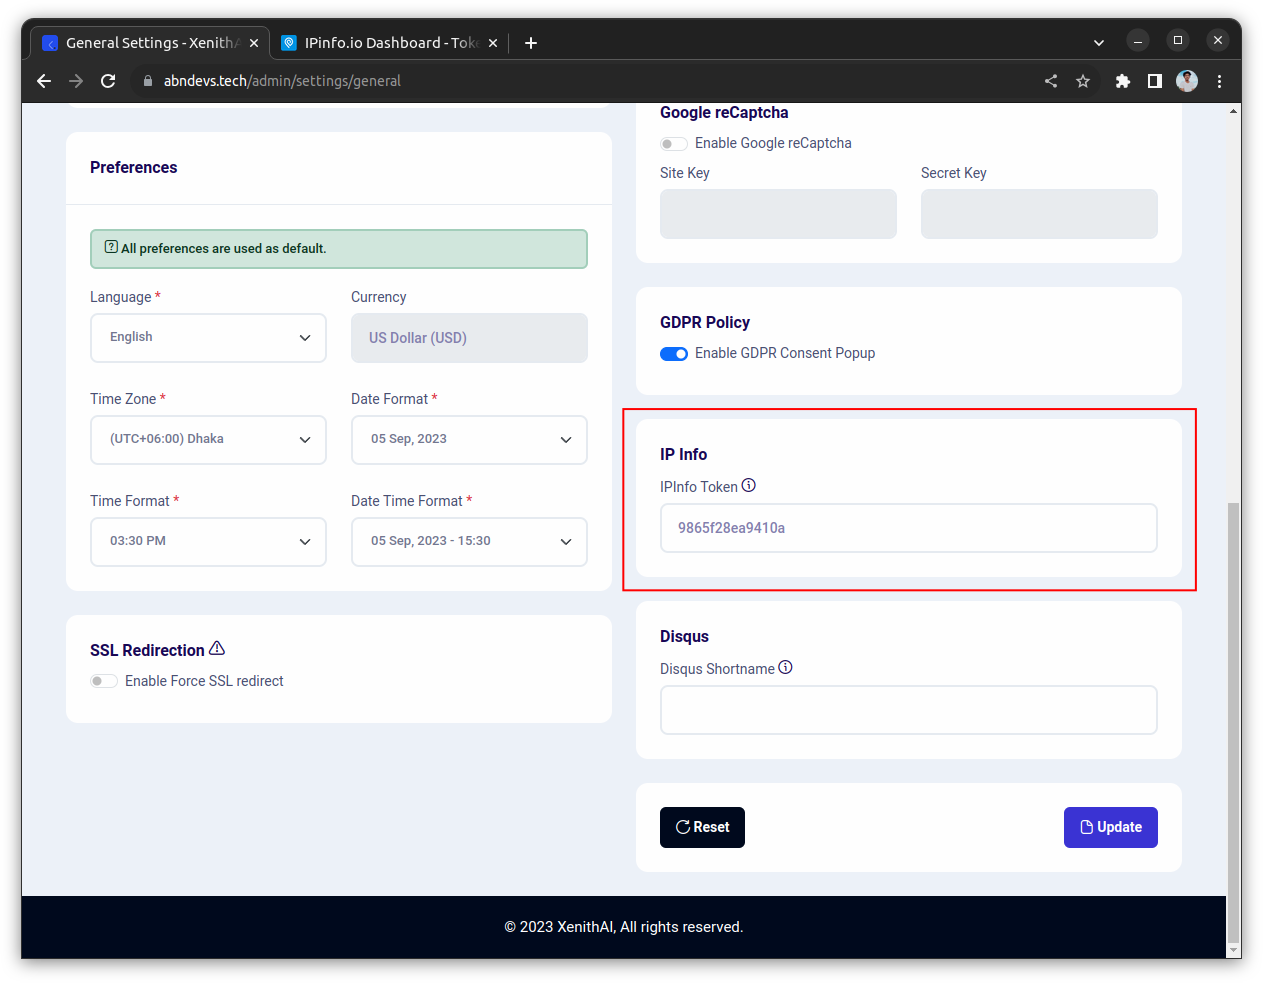 General Settings - Xenith
IPinfo.io Dashboard - Tok
abndevs.tech/admin/settings/general
Preferences
All preferences are used as default.
Language *
Currency
English
US Dollar (USD)
Time Zone *
Date Format *
(UTC+06:00) Dhaka
05 Sep, 2023
Time Format *
Date Time Format *
03:30 PM
05 Sep, 2023 - 15:30
SSL Redirection
Enable Force SSL redirect
Google reCaptcha
Enable Google reCaptcha
Site Key
Secret Key
GDPR Policy
Enable GDPR Consent Popup
IP Info
IPInfo Token
9865f28ea9410a
Disqus
Disqus Shortname
Reset
Update
© 2023 XenithAI, All rights reserved.